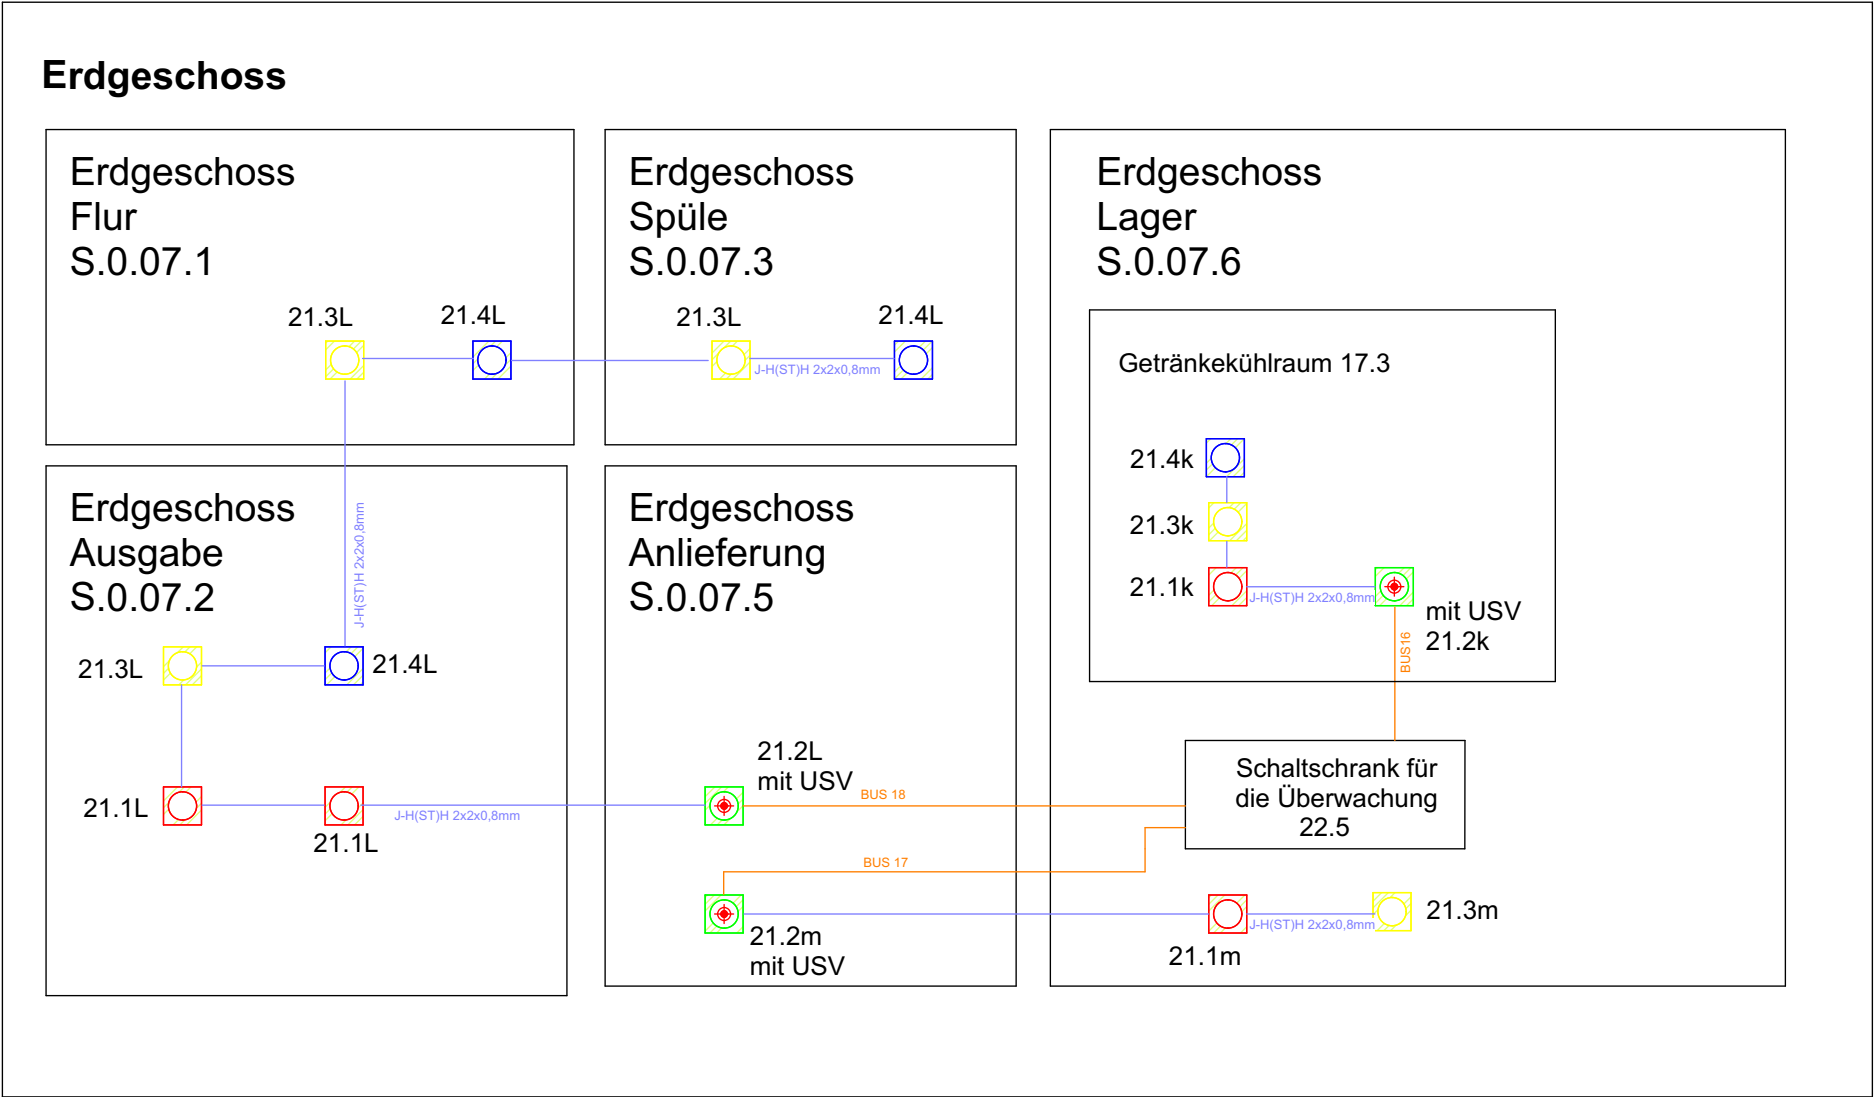 Erdgeschoss
Erdgeschoss
Flur
S.0.07.1
21.3L
21.4L
Erdgeschoss
Spüle
S.0.07.3
21.3L
21.4L
J-H(ST)H 2x2x0,8mm
Erdgeschoss
Lager
S.0.07.6
Getränkekühlraum 17.3
21.4k
21.3k
21.1k
J-H(ST)H 2x2x0,8mm
mit USV
21.2k
BUS16
Schaltschrank für
die Überwachung
22.5
21.1m
J-H(ST)H 2x2x0,8mm
21.3m
Erdgeschoss
Ausgabe
S.0.07.2
J-H(ST)H 2x2x0,8mm
21.3L
21.4L
21.1L
21.1L
J-H(ST)H 2x2x0,8mm
Erdgeschoss
Anlieferung
S.0.07.5
21.2L
mit USV
BUS 18
BUS 17
21.2m
mit USV